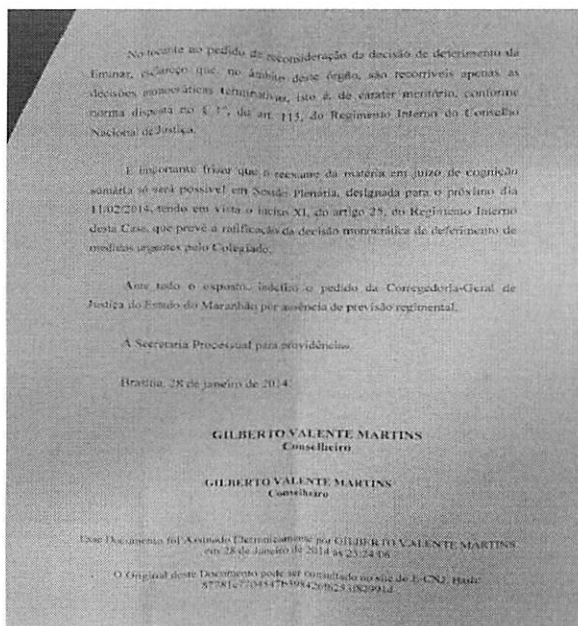 No tocante ao pedido de reconsideração da decisão de deferimento da
liminar, esclareço que, no âmbito deste órgão, são recorríveis apenas as
decisões monocráticas terminativas, isto é, de caráter meritório, conforme
norma disposta no § 1º, do art. 115, do Regimento Interno do Conselho
Nacional de Justiça.
É importante frizar que o reexame da matéria em juízo de cognição
sumária só será possível em Sessão Plenária, designada para o próximo dia
11/02/2014, tendo em vista o inciso XI, do artigo 25, do Regimento Interno
desta Casa, que prevê a ratificação da decisão monocrática de deferimento de
medidas urgentes pelo Colegiado.
Ante todo o exposto, indefiro o pedido da Corregedoria-Geral de
Justiça do Estado do Maranhão por ausência de previsão regimental.
À Secretaria Processual para providências.
Brasília, 28 de janeiro de 2014.
GILBERTO VALENTE MARTINS
Conselheiro
GILBERTO VALENTE MARTINS
Conselheiro
Esse Documento foi Assinado Eletronicamente por GILBERTO VALENTE MARTINS
em 28 de Janeiro de 2014 às 23:24:06
O Original deste Documento pode ser consultado no site do E-CNJ. Hash: